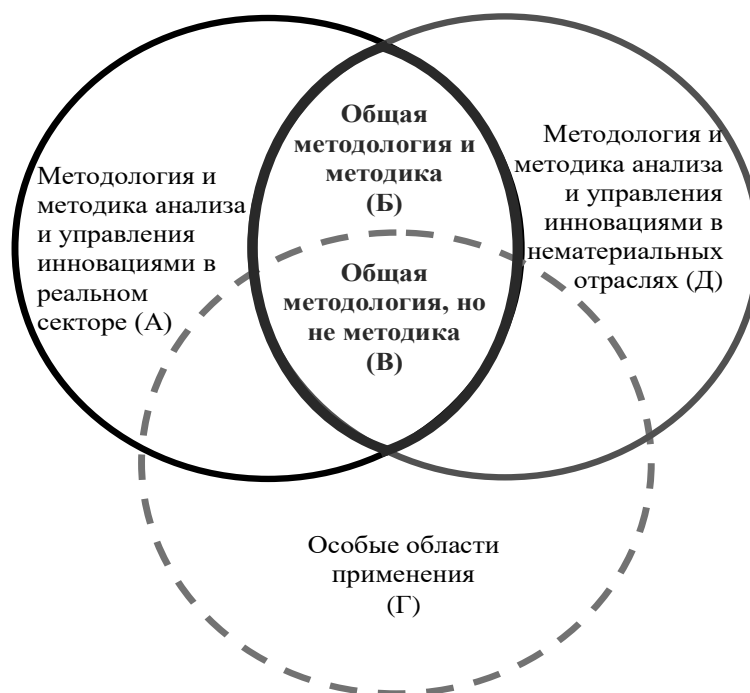 Общая
методология и
методика
(Б)
Методология и
методика анализа
и управления
инновациями в
реальном
секторе (А)
Методология и
методика анализа
и управления
инновациями в
нематериальных
отраслях (Д)
Общая
методология, но
не методика
(В)
Особые области
применения
(Г)